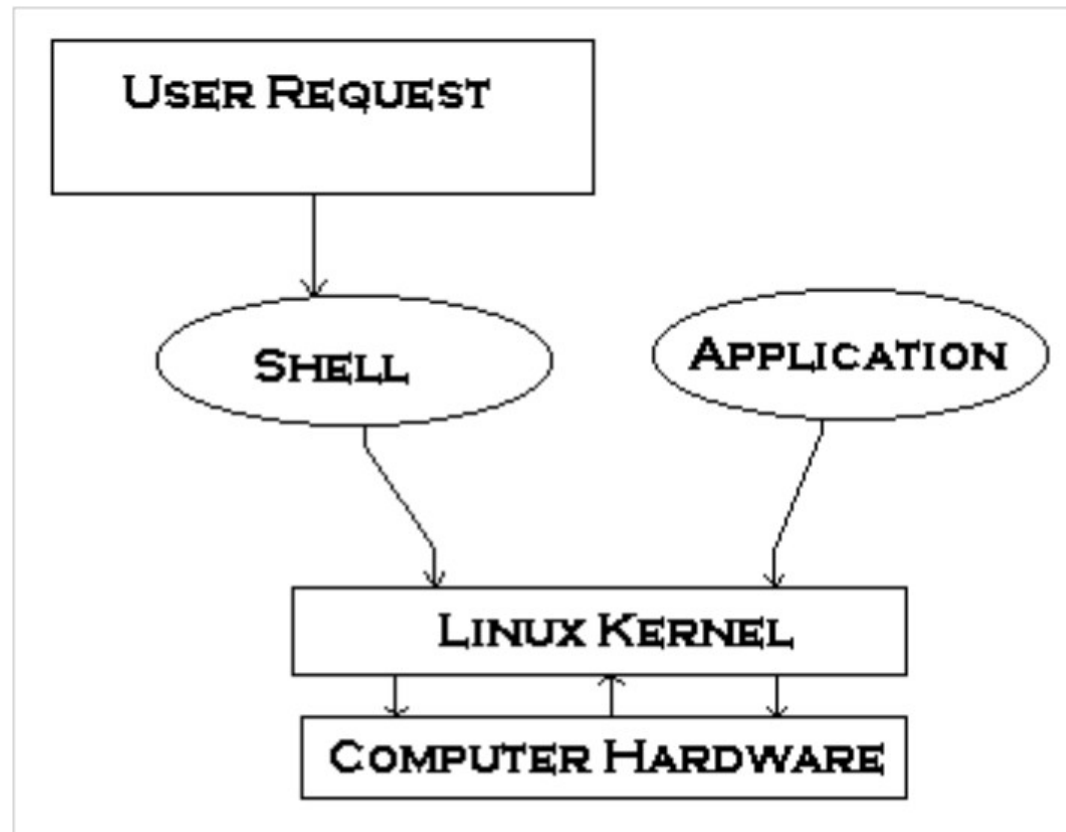 User Request
Shell
Application
Linux Kernel
Computer Hardware